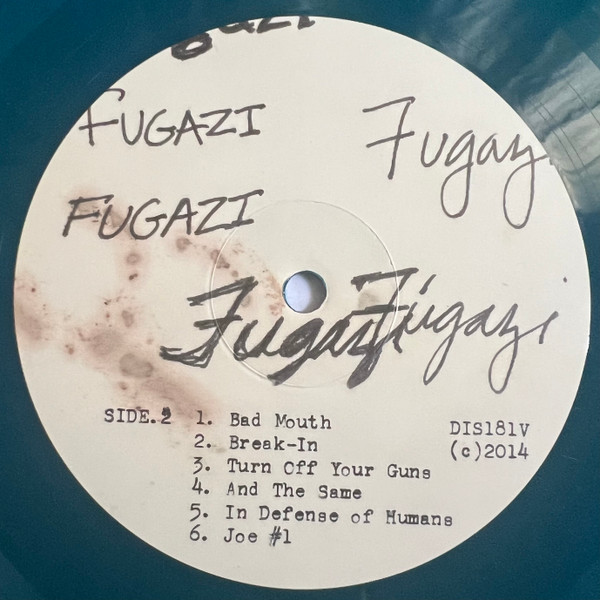 FUGAZI
Fugazi
FUGAZI
Fugazi
Fugazi
SIDE.2
1. Bad Mouth
2. Break-In
3. Turn Off Your Guns
4. And The Same
5. In Defense of Humans
6. Joe #1
DIS181V
(c)2014